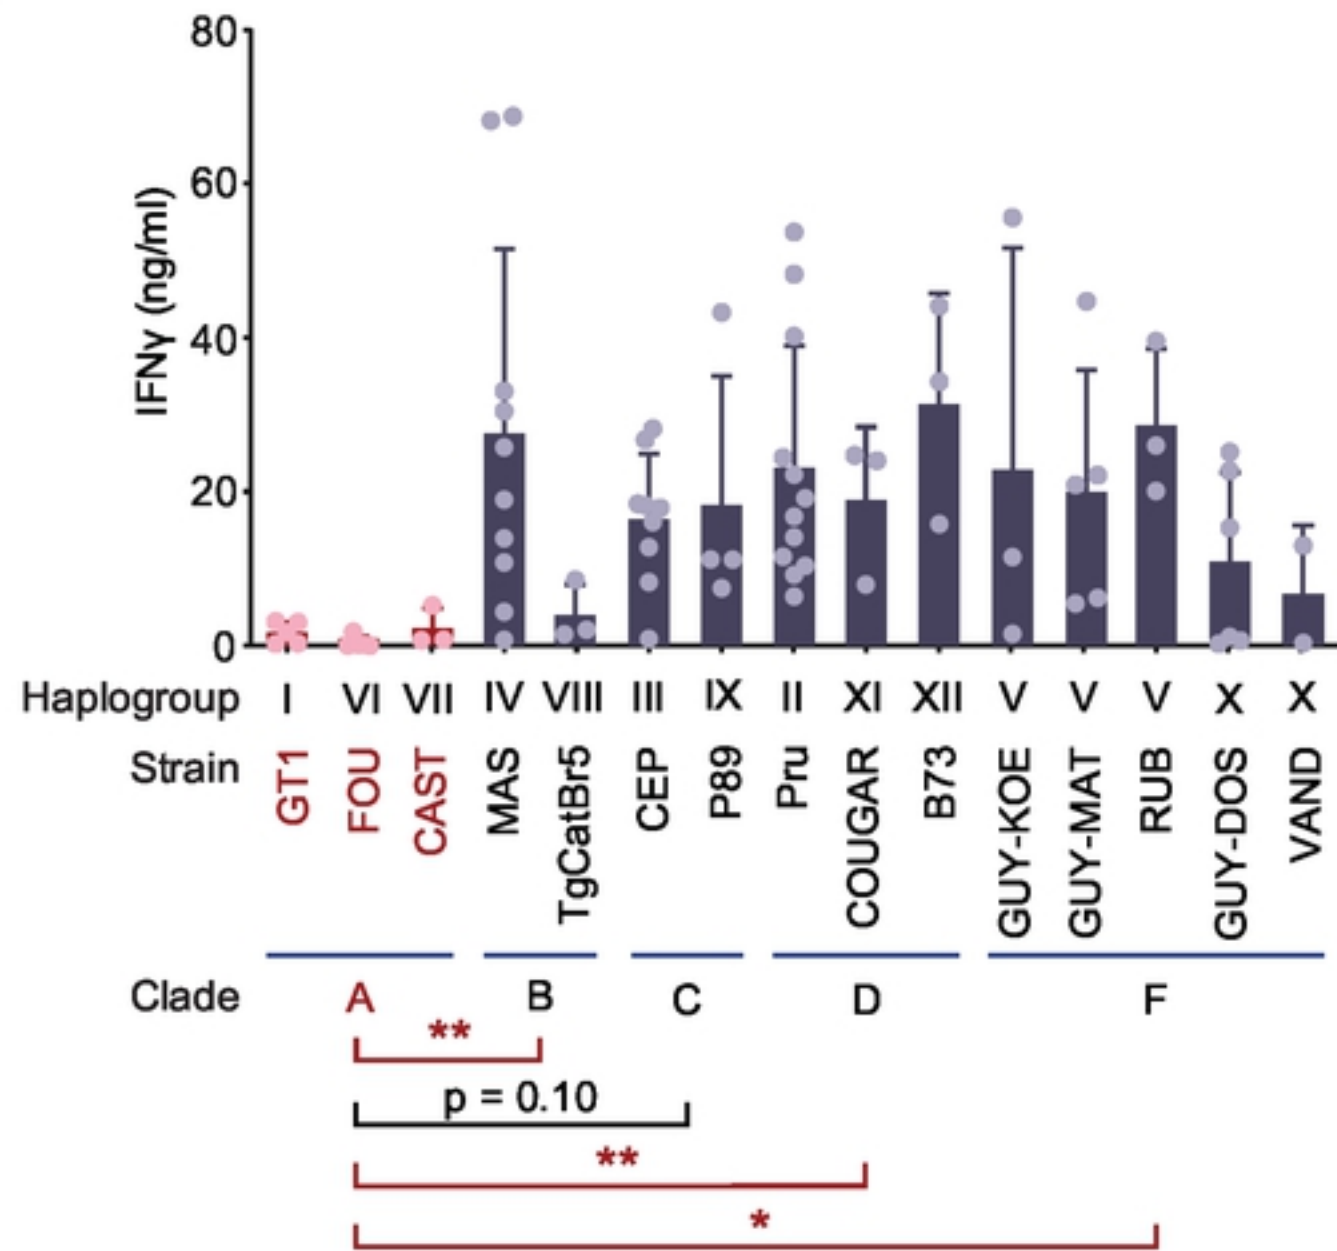 80
60
40
20
0
IFNγ (ng/ml)
Haplogroup I VI VII IV VIII III IX II XI XII V V V X X
Strain GT1 FOU CAST MAS TgCatBr5 CEP P89 Pru COUGAR B73 GUY-KOE GUY-MAT RUB GUY-DOS VAND
Clade A B C D F
**
p = 0.10
**
*